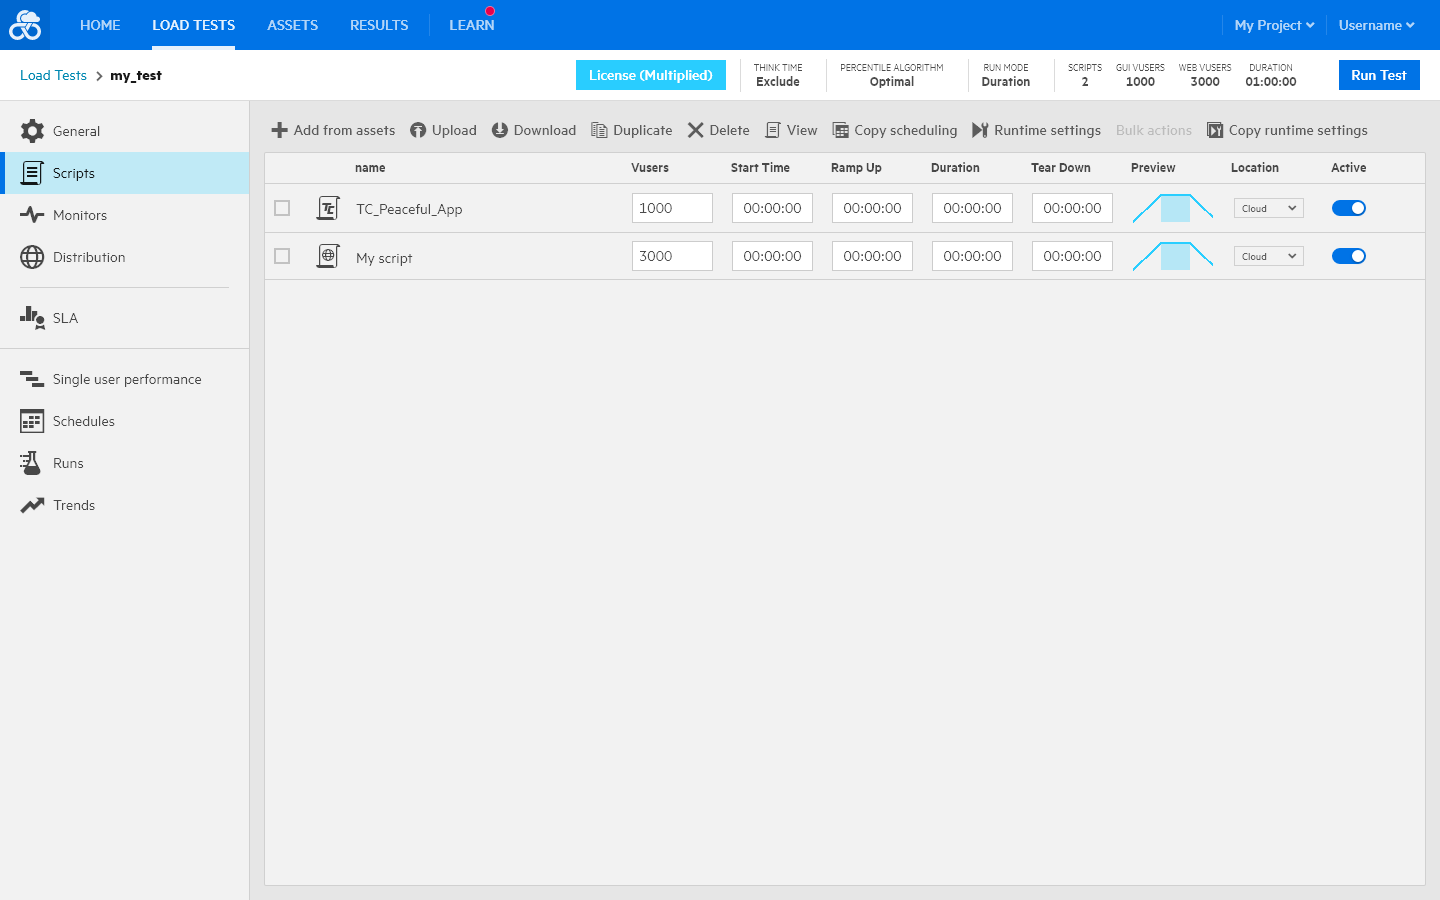 HOME LOAD TESTS ASSETS RESULTS LEARN My Project Username
Load Tests my_test License (Multiplied) THINK TIME Exclude PERCENTILE ALGORITHM Optimal RUN MODE Duration SCRIPTS 2 GUI VUSERS 1000 WEB VUSERS 3000 DURATION 01:00:00 Run Test
General
Scripts
Monitors
Distribution
SLA
Single user performance
Schedules
Runs
Trends
Add from assets Upload Download Duplicate Delete View Copy scheduling Runtime settings Bulk actions Copy runtime settings
name Vusers Start Time Ramp Up Duration Tear Down Preview Location Active
TC TC_Peaceful_App 1000 00:00:00 00:00:00 00:00:00 00:00:00 Cloud
My script 3000 00:00:00 00:00:00 00:00:00 00:00:00 Cloud